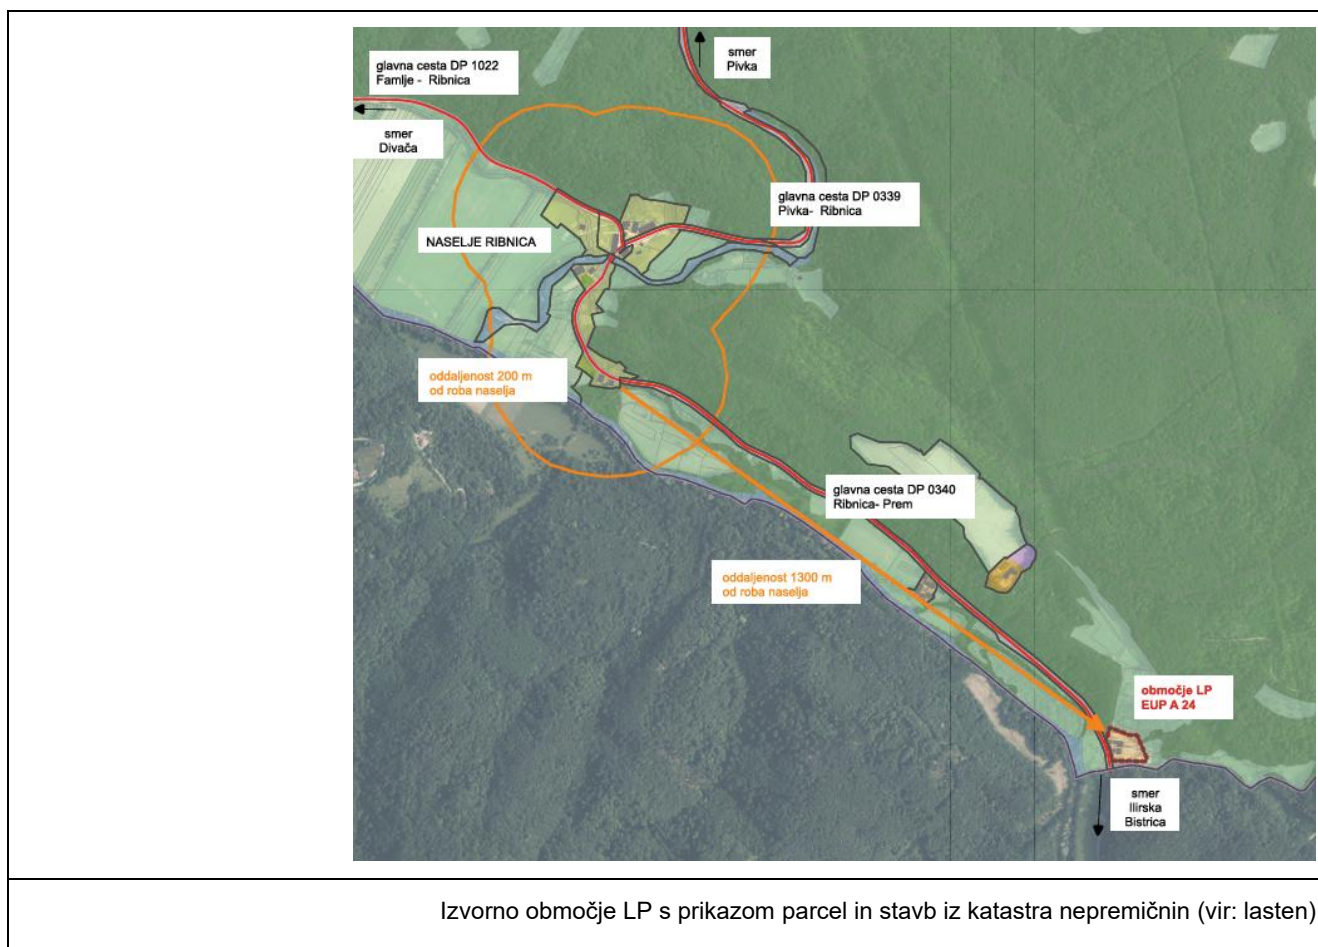 smer
Pivka
glavna cesta DP 1022
Famlje - Ribnica
smer
Divača
glavna cesta DP 0339
Pivka- Ribnica
NASELJE RIBNICA
oddaljenost 200 m
od roba naselja
glavna cesta DP 0340
Ribnica- Prem
oddaljenost 1300 m
od roba naselja
območje LP
EUP A 24
smer
Ilirska
Bistrica
Izvorno območje LP s prikazom parcel in stavb iz katastra nepremičnin (vir: lasten)